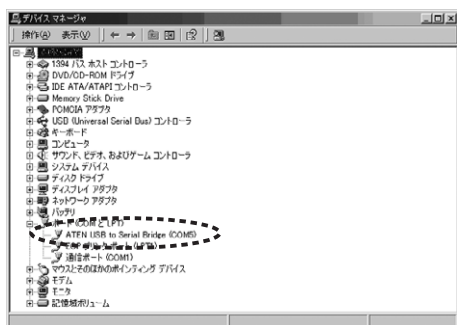 デバイス マネージャ
操作(A) 表示(V)
1394 バス ホスト コントローラ
DVD/CD-ROM ドライブ
IDE ATA/ATAPI コントローラ
Memory Stick Drive
PCMCIA アダプタ
USB (Universal Serial Bus) コントローラ
キーボード
コンピュータ
サウンド、ビデオ、およびゲーム コントローラ
システム デバイス
ディスク ドライブ
ディスプレイ アダプタ
ネットワーク アダプタ
バッテリ
ポート (COM と LPT)
ATEN USB to Serial Bridge (COM5)
ECP プリンタ ポート (LPT1)
通信ポート (COM1)
マウスとそのほかのポインティング デバイス
モデム
モニタ
記憶域ボリューム